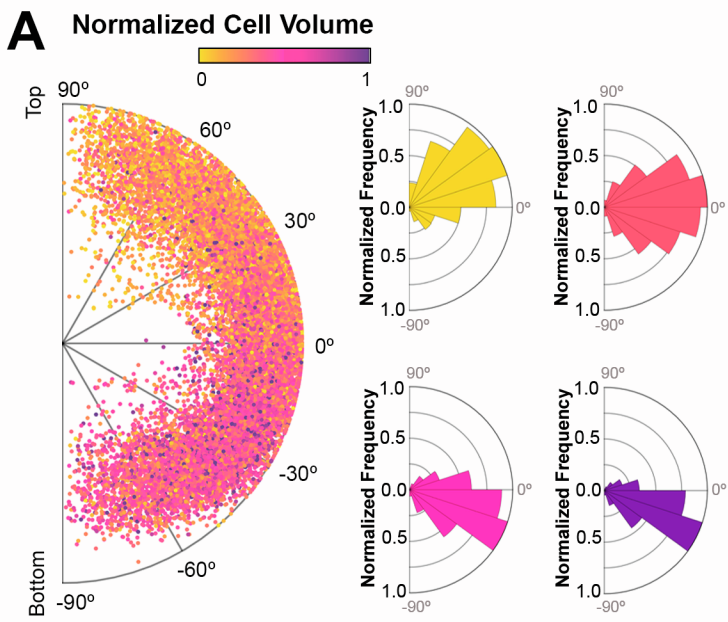 A
Normalized Cell Volume
0 1
Top
90º
60º
30º
0º
-30º
-60º
-90º
Bottom
90º
1.0
0.5
0.0
0.5
1.0
Normalized Frequency
0º
-90º
90º
1.0
0.5
0.0
0.5
1.0
Normalized Frequency
0º
-90º
90º
1.0
0.5
0.0
0.5
1.0
Normalized Frequency
0º
-90º
90º
1.0
0.5
0.0
0.5
1.0
Normalized Frequency
0º
-90º